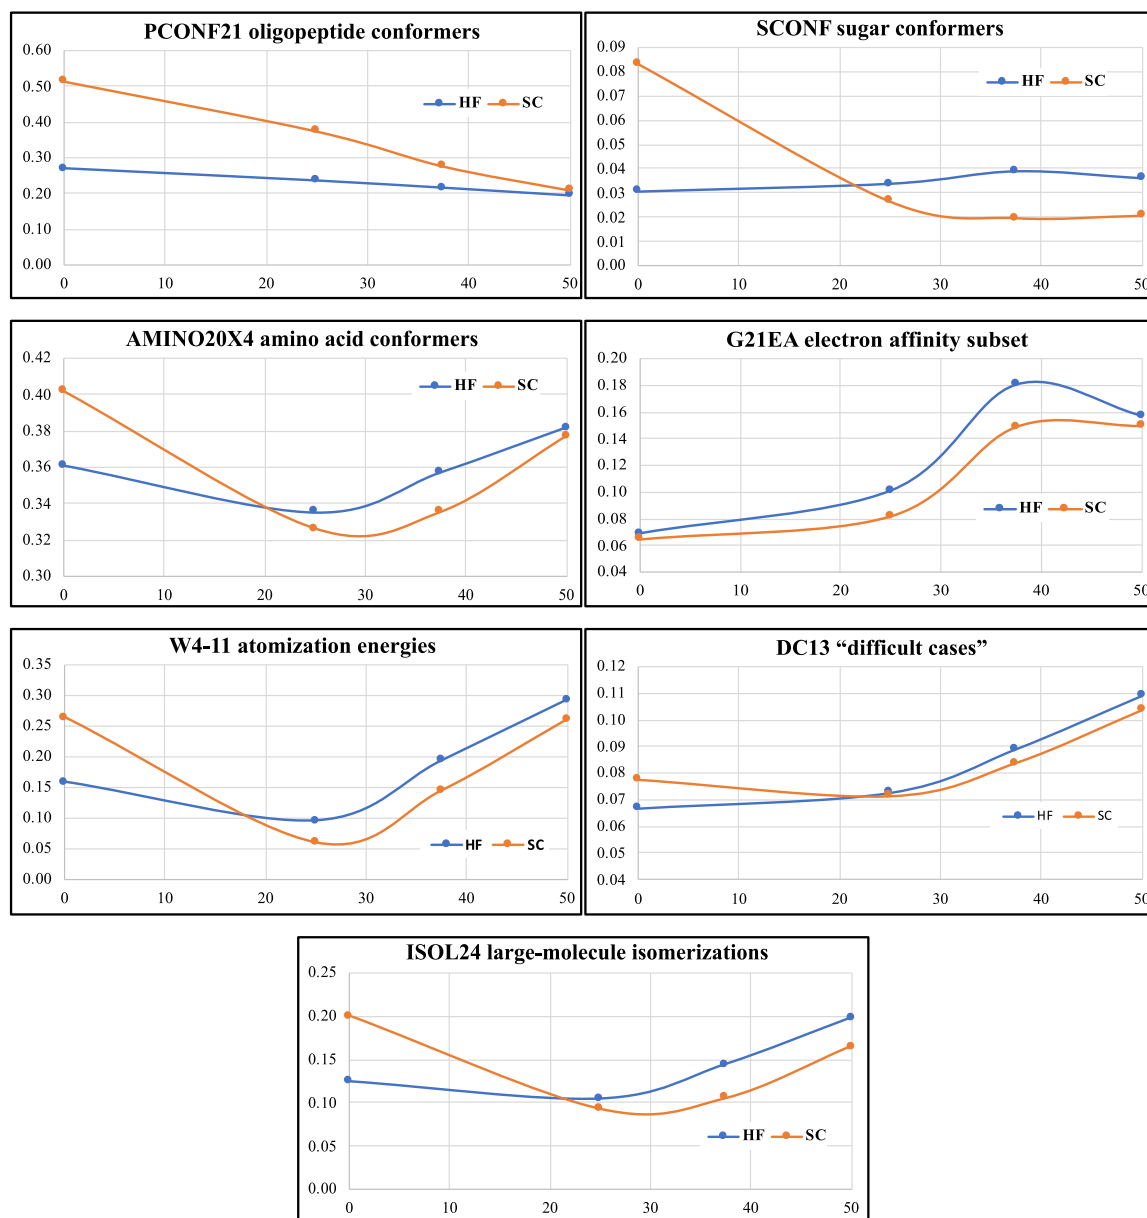 PCONF21 oligopeptide conformers
0.60
0.50
0.40
0.30
0.20
0.10
0.00
0 10 20 30 40 50
HF SC
SCONF sugar conformers
0.09
0.08
0.07
0.06
0.05
0.04
0.03
0.02
0.01
0.00
0 10 20 30 40 50
HF SC
AMINO20X4 amino acid conformers
0.42
0.40
0.38
0.36
0.34
0.32
0.30
0 10 20 30 40 50
HF SC
G21EA electron affinity subset
0.20
0.18
0.16
0.14
0.12
0.10
0.08
0.06
0.04
0 10 20 30 40 50
HF SC
W4-11 atomization energies
0.35
0.30
0.25
0.20
0.15
0.10
0.05
0.00
0 10 20 30 40 50
HF SC
DC13 “difficult cases”
0.12
0.11
0.10
0.09
0.08
0.07
0.06
0.05
0.04
0 10 20 30 40 50
HF SC
ISOL24 large-molecule isomerizations
0.25
0.20
0.15
0.10
0.05
0.00
0 10 20 30 40 50
HF SC